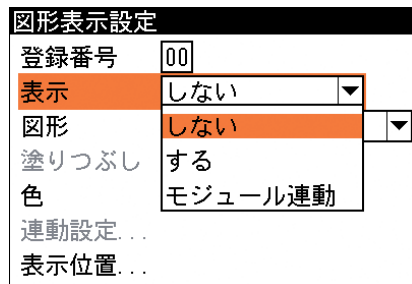 図形表示設定
登録番号 00
表示 しない
図形 しない
塗りつぶし する
色 モジュール連動
連動設定...
表示位置...